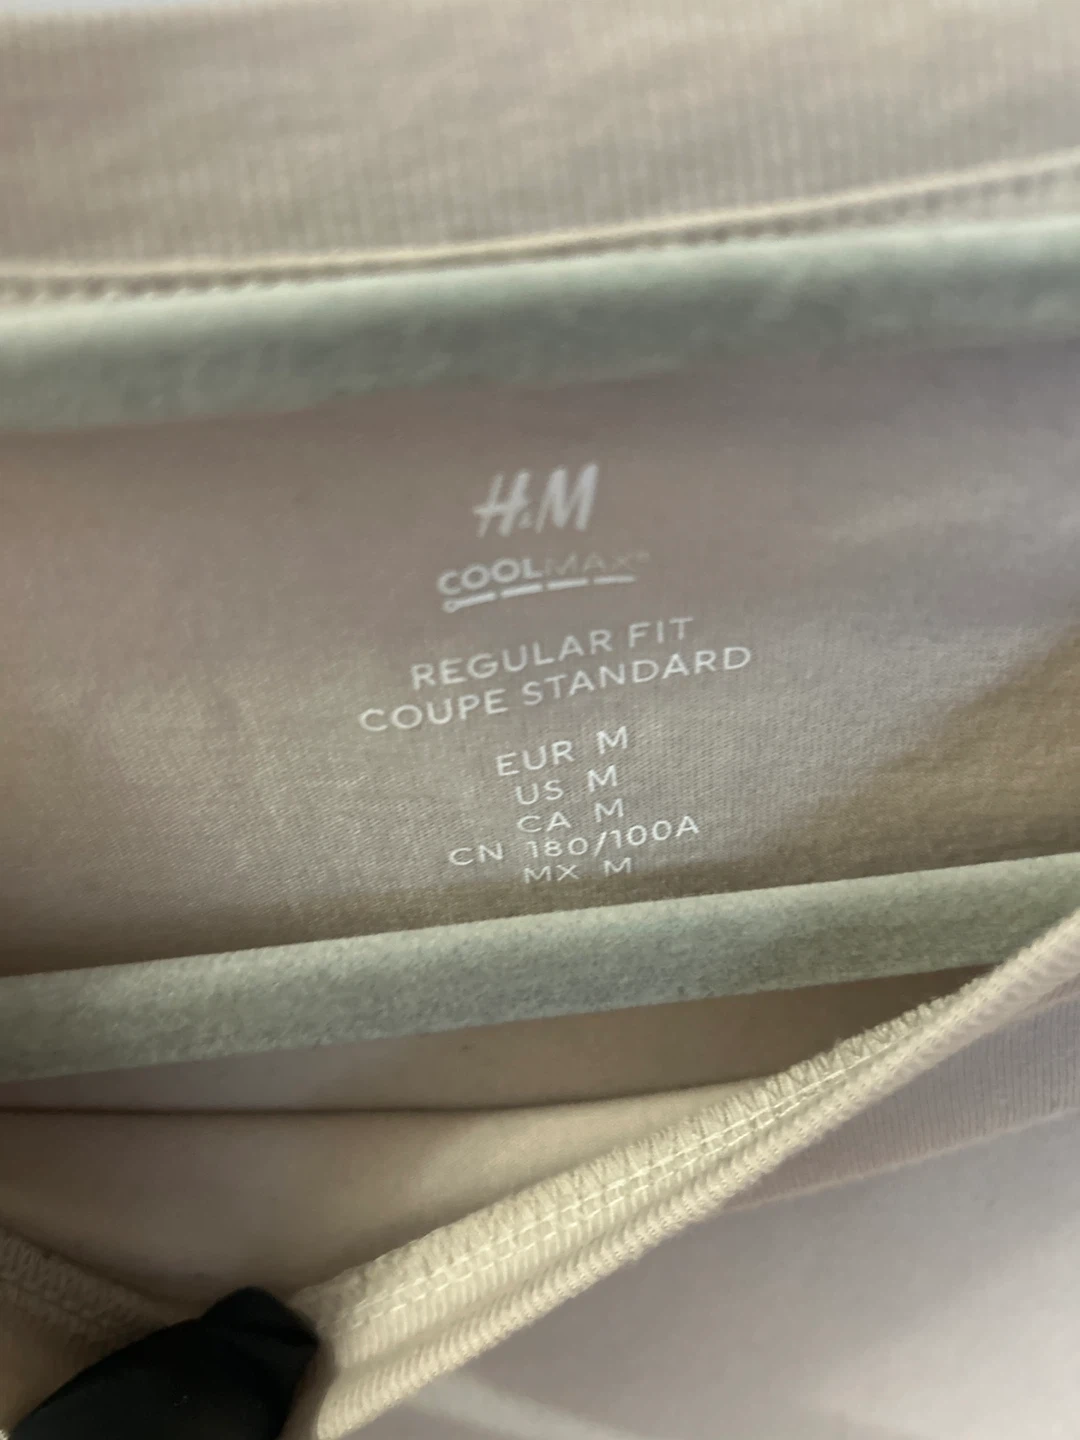 H&M
COOLMAX®
REGULAR FIT
COUPE STANDARD
EUR M
US M
CA M
CN 180/100A
MX M